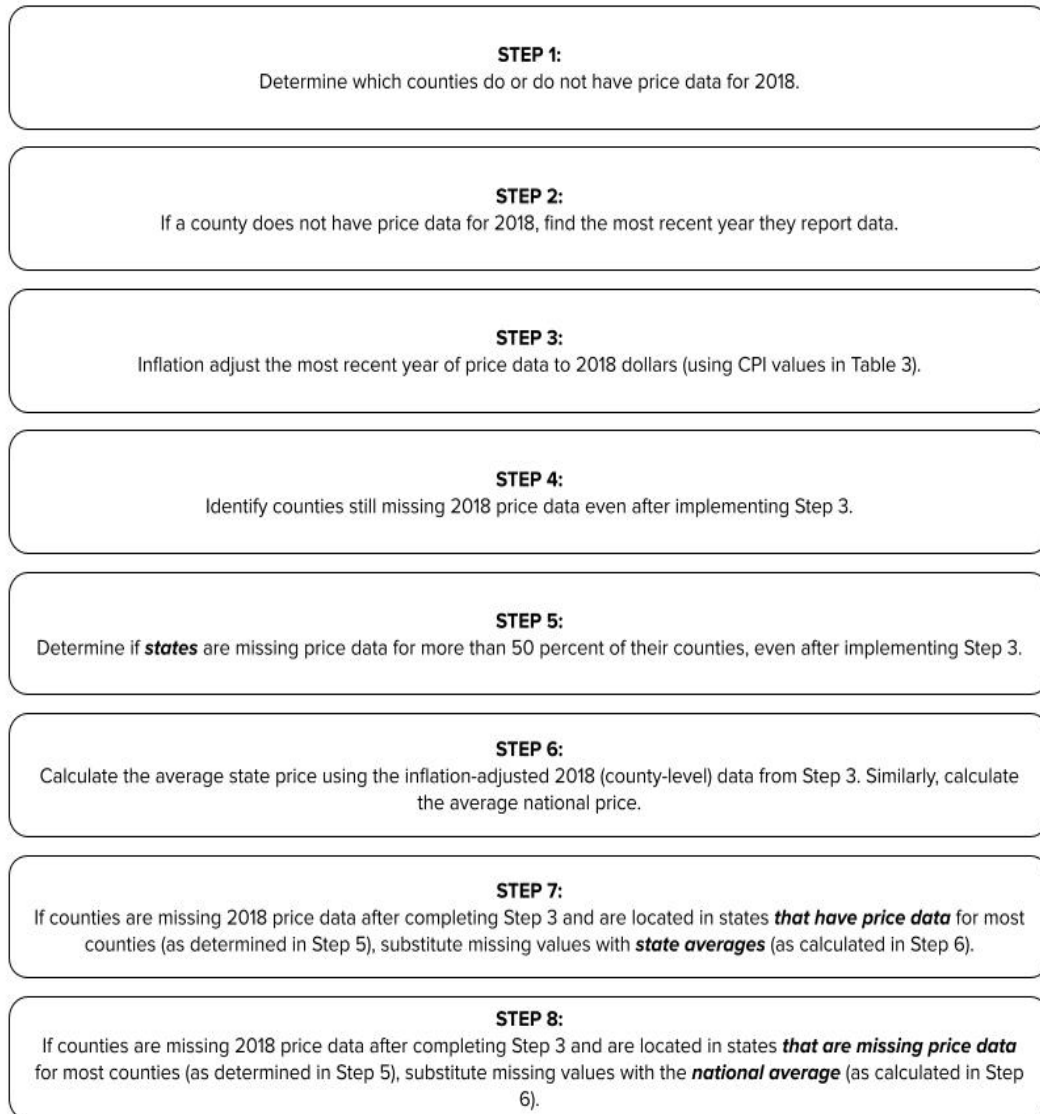 STEP 1:
Determine which counties do or do not have price data for 2018.
STEP 2:
If a county does not have price data for 2018, find the most recent year they report data.
STEP 3:
Inflation adjust the most recent year of price data to 2018 dollars (using CPI values in Table 3).
STEP 4:
Identify counties still missing 2018 price data even after implementing Step 3.
STEP 5:
Determine if states are missing price data for more than 50 percent of their counties, even after implementing Step 3.
STEP 6:
Calculate the average state price using the inflation-adjusted 2018 (county-level) data from Step 3. Similarly, calculate
the average national price.
STEP 7:
If counties are missing 2018 price data after completing Step 3 and are located in states that have price data for most
counties (as determined in Step 5), substitute missing values with state averages (as calculated in Step 6).
STEP 8:
If counties are missing 2018 price data after completing Step 3 and are located in states that are missing price data
for most counties (as determined in Step 5), substitute missing values with the national average (as calculated in Step
6).